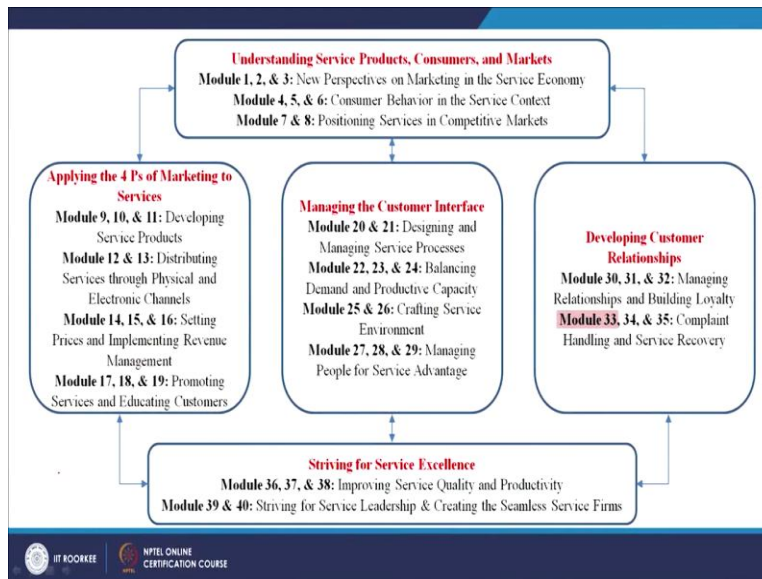 Understanding Service Products, Consumers, and Markets
Module 1, 2, & 3: New Perspectives on Marketing in the Service Economy
Module 4, 5, & 6: Consumer Behavior in the Service Context
Module 7 & 8: Positioning Services in Competitive Markets
Applying the 4 Ps of Marketing to
Services
Module 9, 10, & 11: Developing
Service Products
Module 12 & 13: Distributing
Services through Physical and
Electronic Channels
Module 14, 15, & 16: Setting
Prices and Implementing Revenue
Management
Module 17, 18, & 19: Promoting
Services and Educating Customers
Managing the Customer Interface
Module 20 & 21: Designing and
Managing Service Processes
Module 22, 23, & 24: Balancing
Demand and Productive Capacity
Module 25 & 26: Crafting Service
Environment
Module 27, 28, & 29: Managing
People for Service Advantage
Developing Customer
Relationships
Module 30, 31, & 32: Managing
Relationships and Building Loyalty
Module 33, 34, & 35: Complaint
Handling and Service Recovery
Striving for Service Excellence
Module 36, 37, & 38: Improving Service Quality and Productivity
Module 39 & 40: Striving for Service Leadership & Creating the Seamless Service Firms
IIT ROORKEE
NPTEL
NPTEL ONLINE
CERTIFICATION COURSE